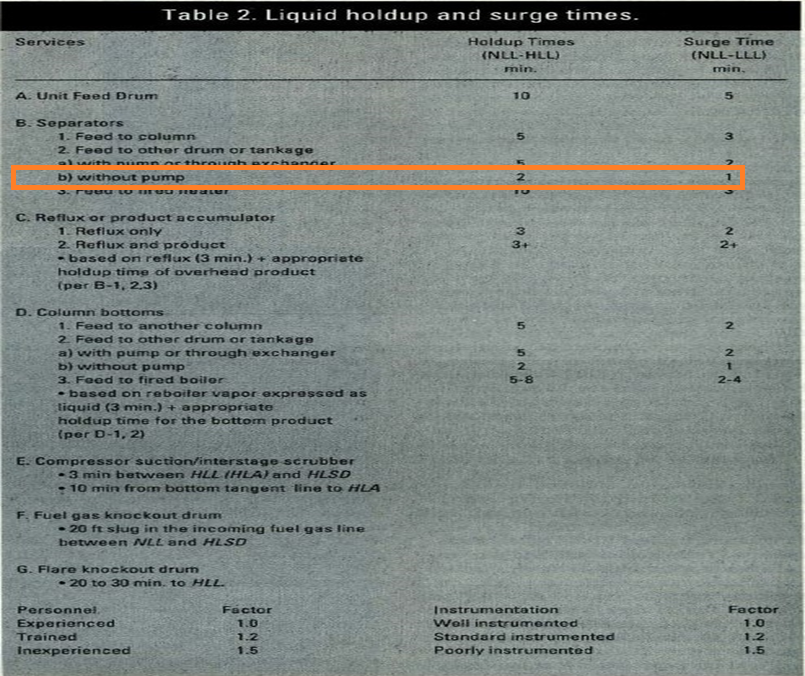 Table 2. Liquid holdup and surge times.
Services Holdup Times Surge Time
(NLL-HLL) (NLL-LLL)
min. min.
A. Unit Feed Drum 10 5
B. Separators
1. Feed to column 5 3
2. Feed to other drum or tankage
a) with pump or through exchanger 5 2
b) without pump 2 1
3. Feed to fired heater 10 3
C. Reflux or product accumulator
1. Reflux only 3 2
2. Reflux and product 3+ 2+
• based on reflux (3 min.) + appropriate
holdup time of overhead product
(per B-1, 2,3)
D. Column bottoms
1. Feed to another column 5 2
2. Feed to other drum or tankage
a) with pump or through exchanger 5 2
b) without pump 2 1
3. Feed to fired boiler 5-8 2-4
• based on reboiler vapor expressed as
liquid (3 min.) + appropriate
holdup time for the bottom product
(per D-1, 2)
E. Compressor suction/interstage scrubber
• 3 min between HLL (HLA) and HLSD
• 10 min from bottom tangent line to HLA
F. Fuel gas knockout drum
• 20 ft slug in the incoming fuel gas line
between NLL and HLSD
G. Flare knockout drum
• 20 to 30 min. to HLL
Personnel Factor Instrumentation Factor
Experienced 1.0 Well instrumented 1.0
Trained 1.2 Standard instrumented 1.2
Inexperienced 1.5 Poorly instrumented 1.5